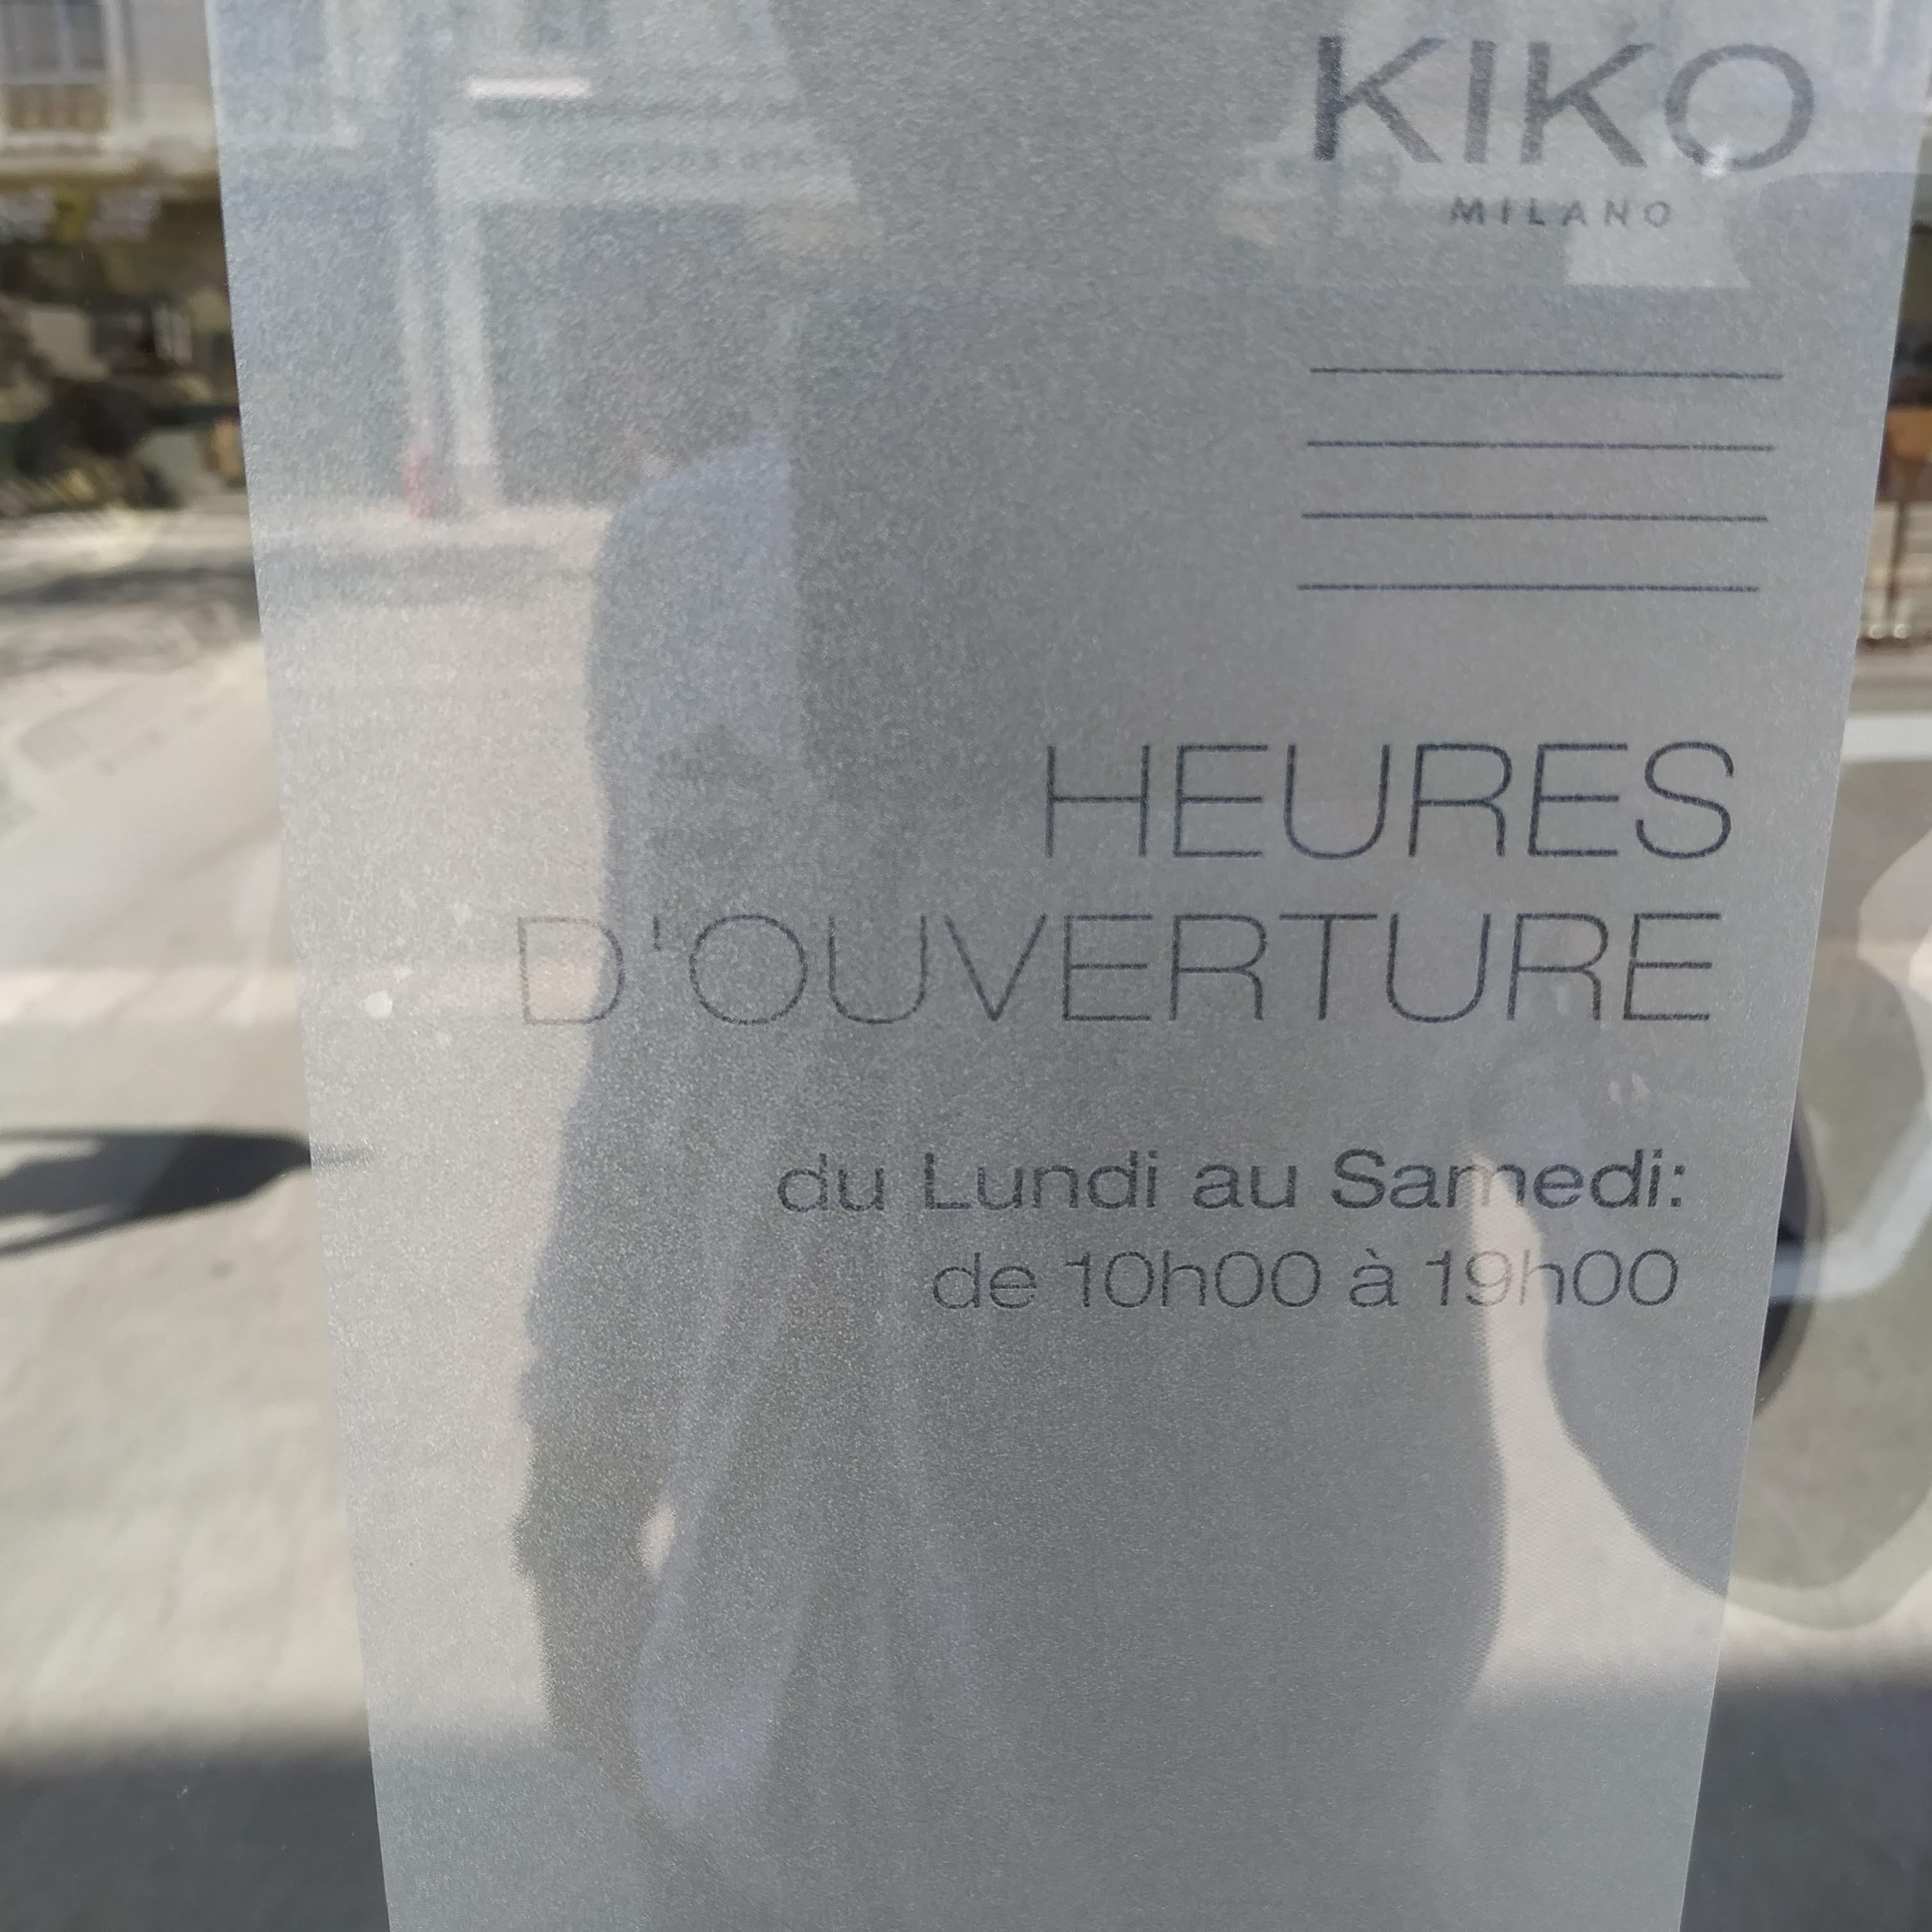 KIKO
MILANO
HEURES
D'OUVERTURE
du Lundi au Samedi:
de 10h00 à 19h00